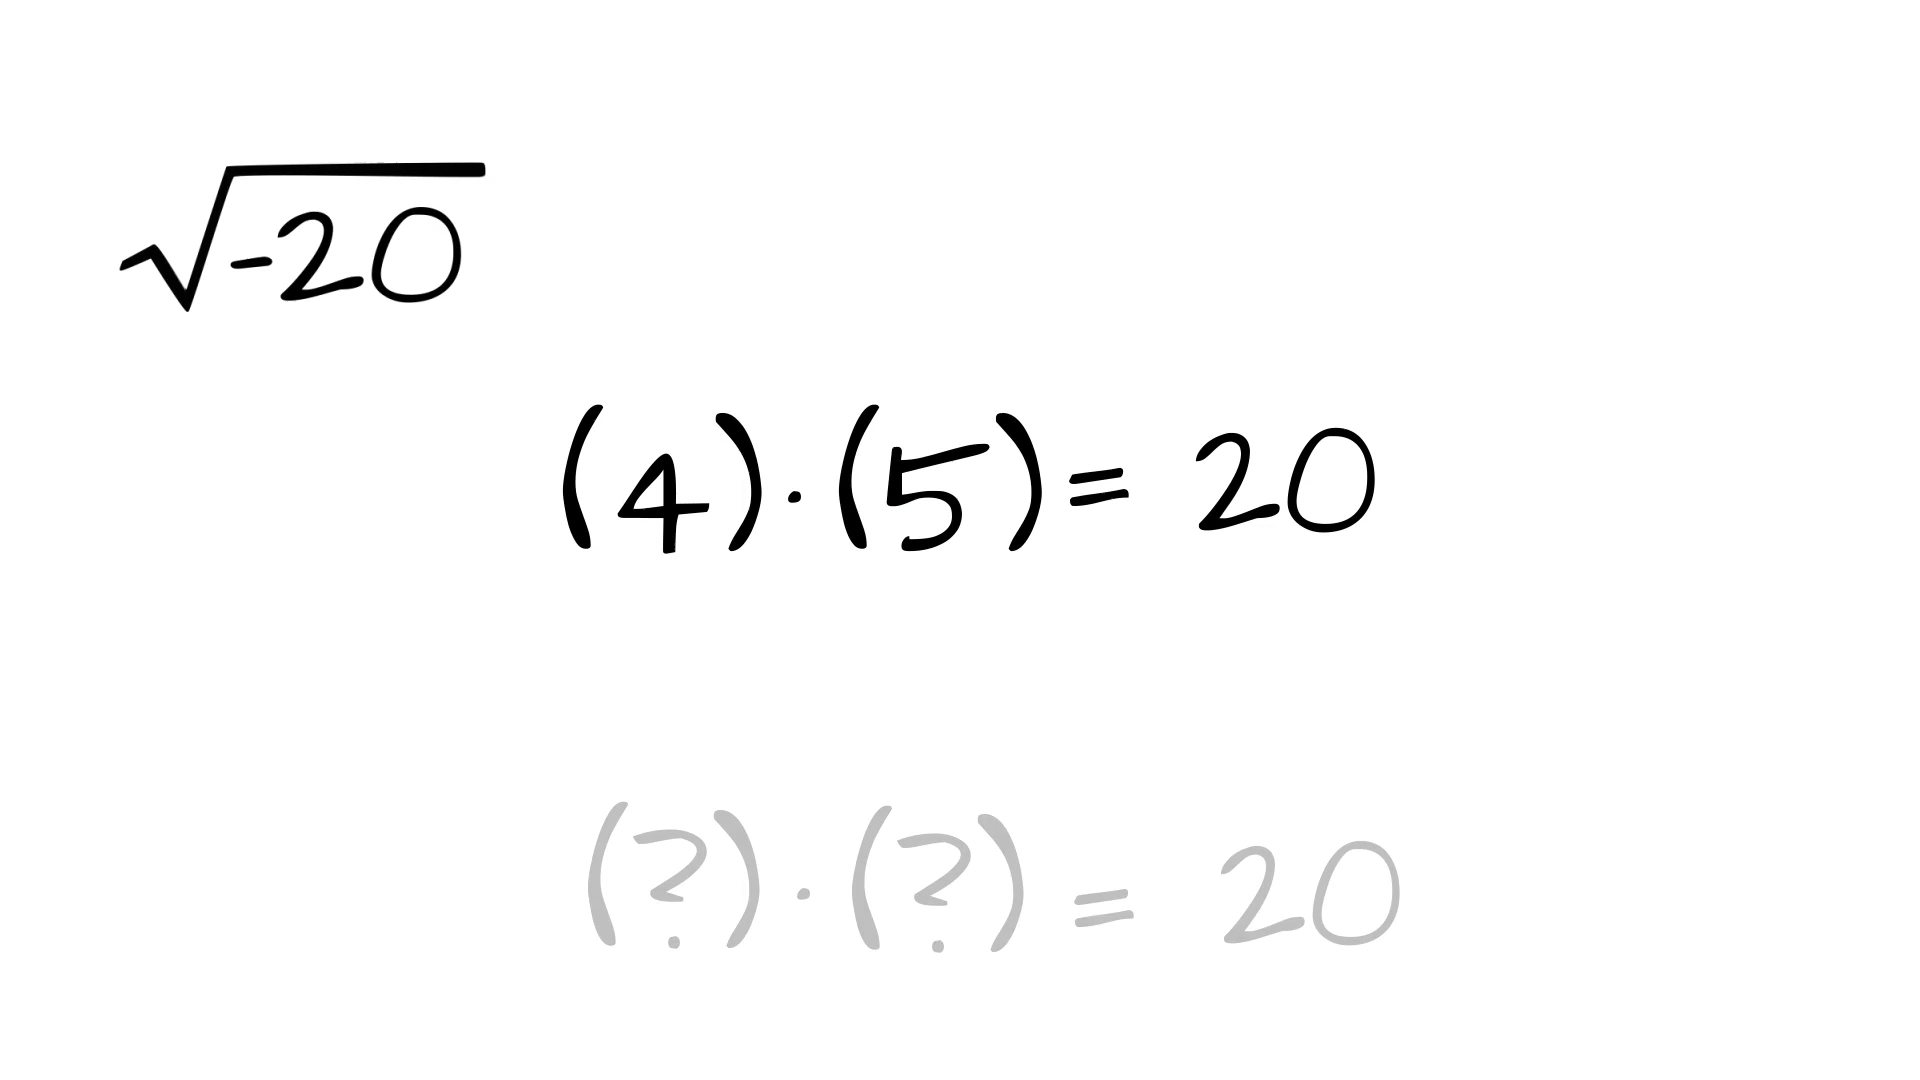 √-20
(4)·(5)= 20
(?)·(?) = 20